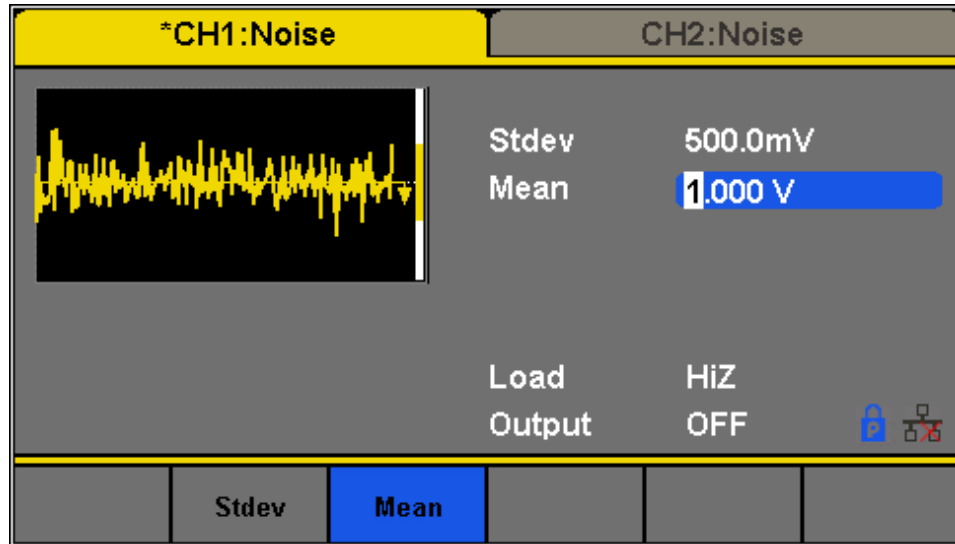 *CH1:Noise
CH2:Noise
Stdev 500.0mV
Mean 1.000 V
Load HiZ
Output OFF
P
Stdev Mean